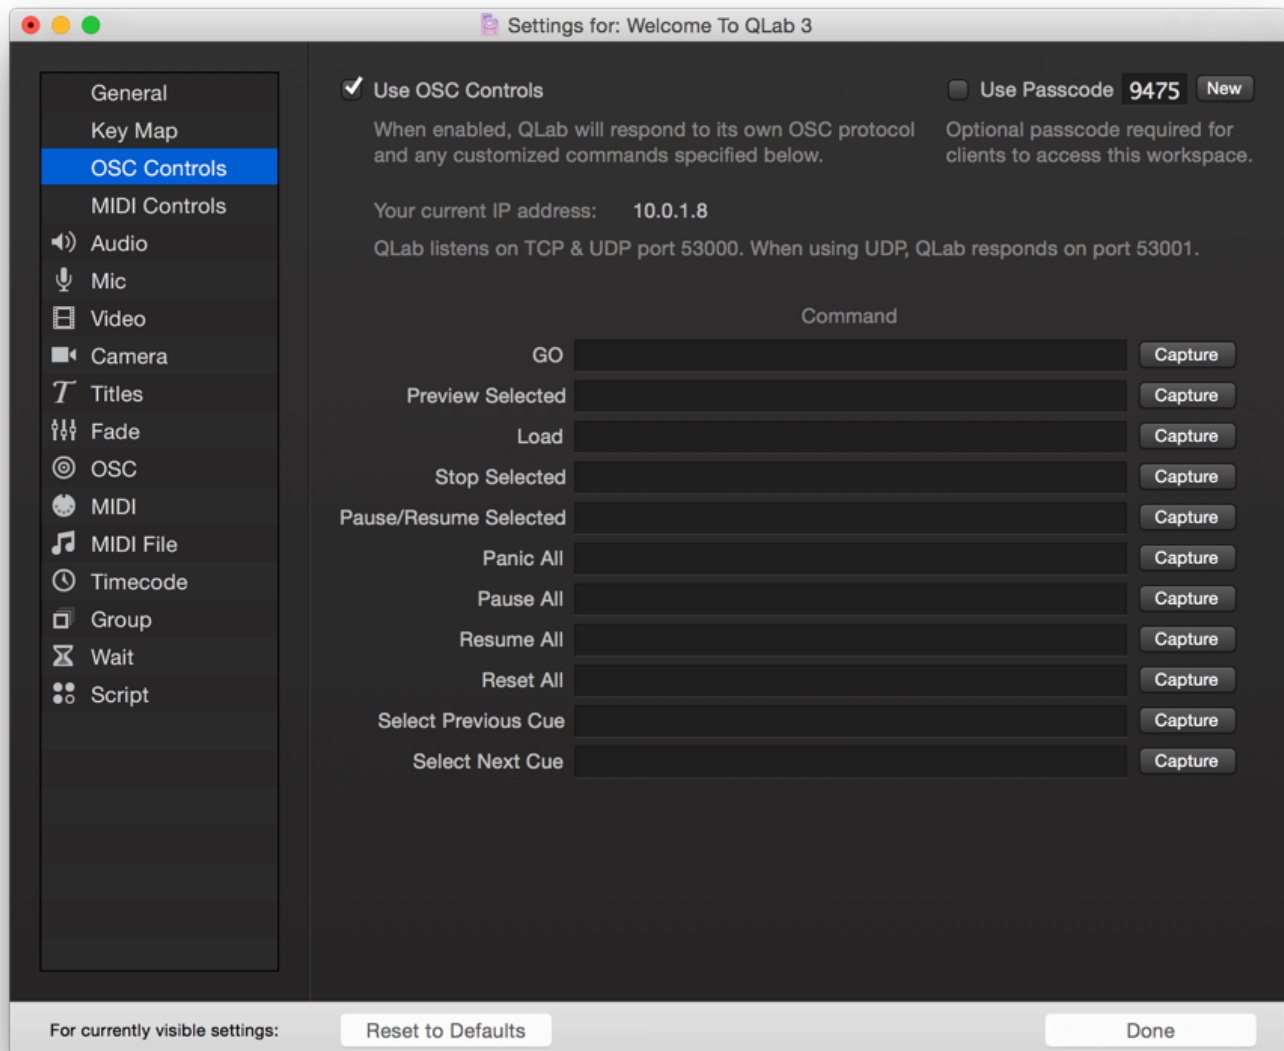 Settings for: Welcome To QLab 3
General
Key Map
OSC Controls
MIDI Controls
Audio
Mic
Video
Camera
Titles
Fade
OSC
MIDI
MIDI File
Timecode
Group
Wait
Script
Use OSC Controls
When enabled, QLab will respond to its own OSC protocol
and any customized commands specified below.
Use Passcode 9475 New
Optional passcode required for
clients to access this workspace.
Your current IP address: 10.0.1.8
QLab listens on TCP & UDP port 53000. When using UDP, QLab responds on port 53001.
Command
GO Capture
Preview Selected Capture
Load Capture
Stop Selected Capture
Pause/Resume Selected Capture
Panic All Capture
Pause All Capture
Resume All Capture
Reset All Capture
Select Previous Cue Capture
Select Next Cue Capture
For currently visible settings: Reset to Defaults Done